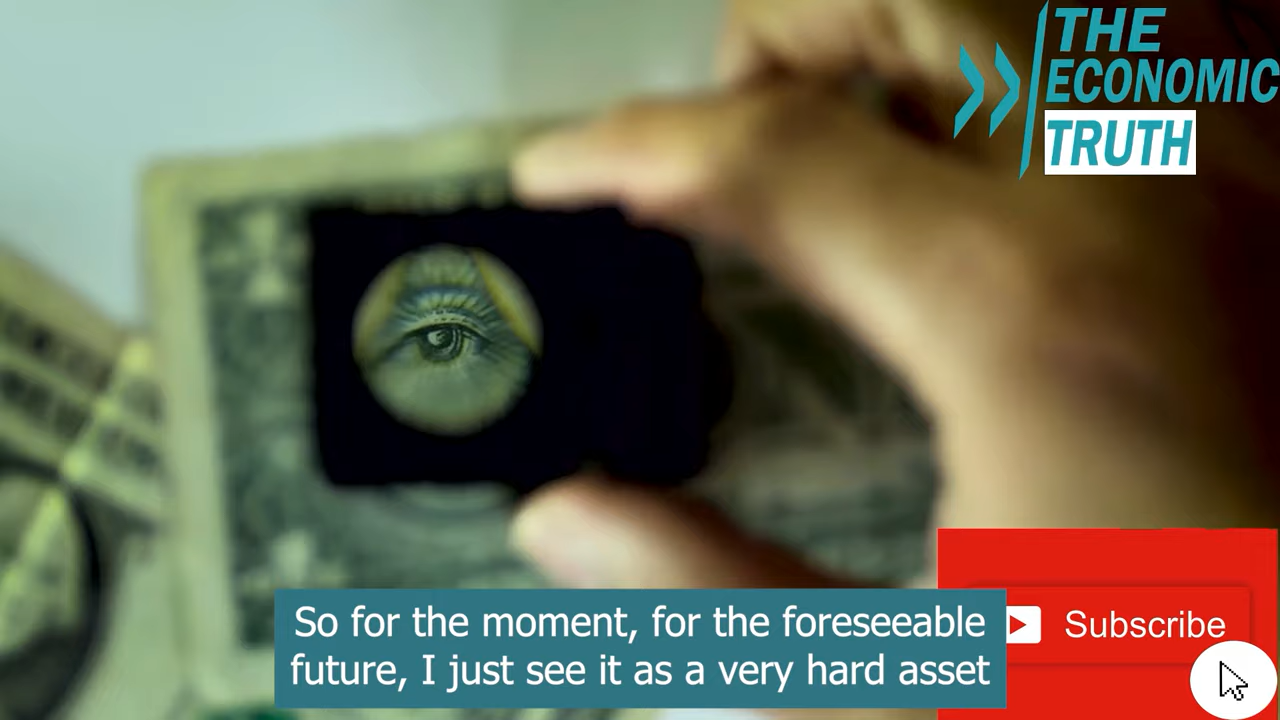 THE
ECONOMIC
TRUTH
So for the moment, for the foreseeable
future, I just see it as a very hard asset
Subscribe